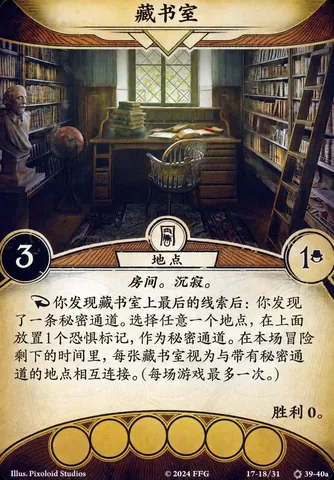 藏书室
3
地点
1
房间。沉寂。
你发现藏书室上最后的线索后：你发现
了一条秘密通道。选择任意一个地点，在上面
放置1个恐惧标记，作为秘密通道。在本场冒险
剩下的时间里，每张藏书室视为与带有秘密通
道的地点相互连接。（每场游戏最多一次。）
胜利 0。
Illus. Pixoloid Studios © 2024 FFG 17-18/31 39-40a